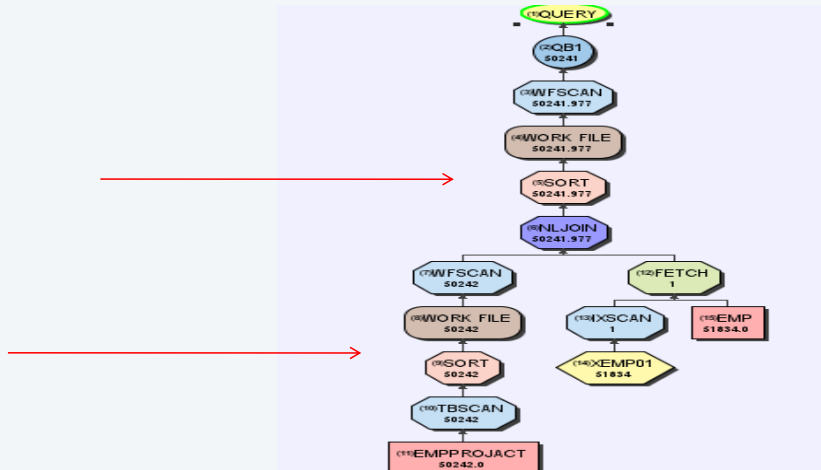 (1)QUERY
(2)QB1
50241
(3)WFSCAN
50241.977
(4)WORK FILE
50241.977
(5)SORT
50241.977
(6)NLJOIN
50241.977
(7)WFSCAN
50242
(12)FETCH
1
(8)WORK FILE
50242
(13)IXSCAN
1
(15)EMP
51834.0
(9)SORT
50242
(14)XEMP01
51834
(10)TBSCAN
50242
(11)EMPPROJACT
50242.0